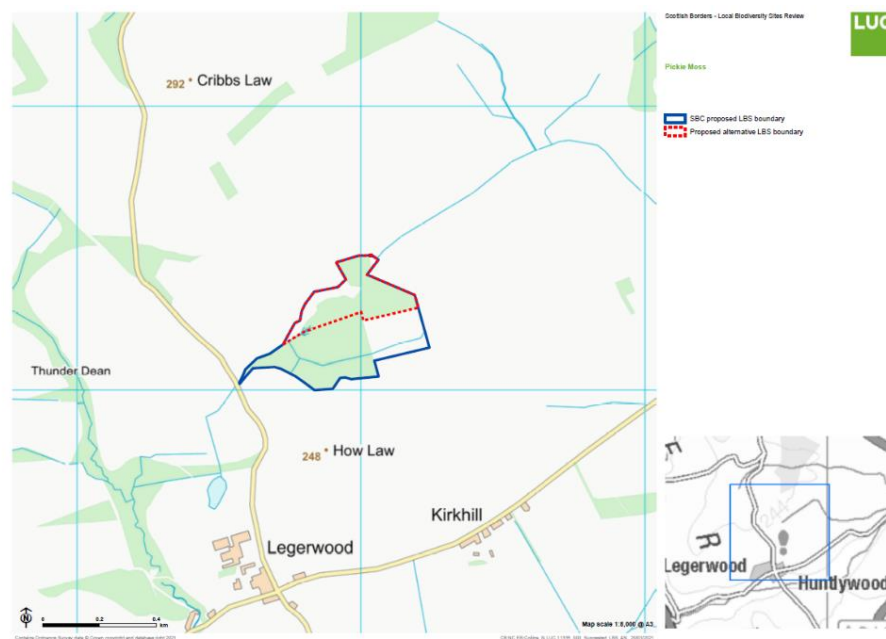 Scottish Borders - Local Biodiversity Sites Review
LUC
Pickie Moss
SBC proposed LBS boundary
Proposed alternative LBS boundary
292 Cribbs Law
Thunder Dean
248 How Law
Kirkhill
Legerwood
N
0 0.2 0.4
km
Map scale 1:8,000 @ A3
E
R
244
Legerwood
Huntlywood